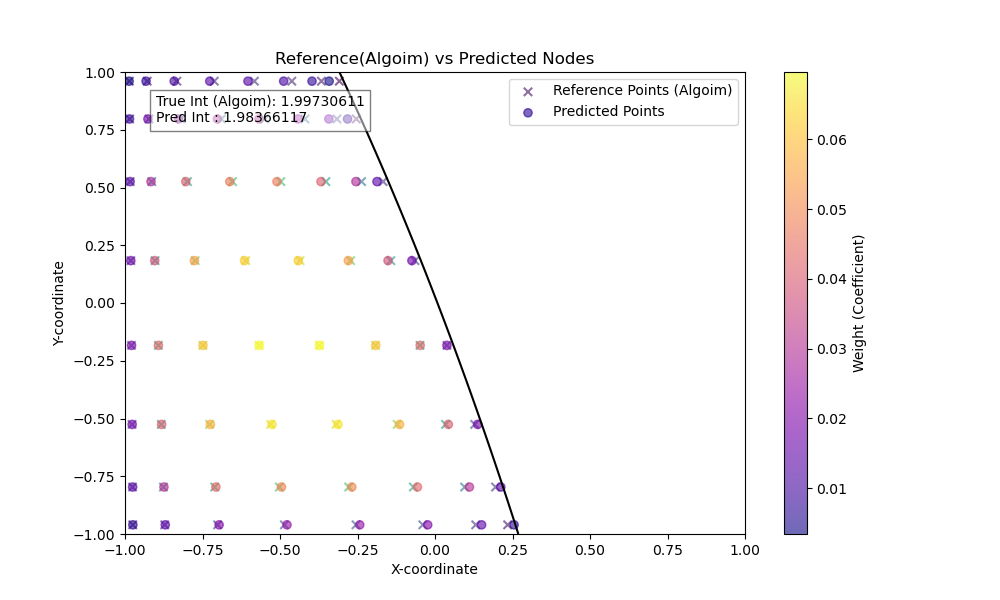 Reference(Algoim) vs Predicted Nodes
True Int (Algoim): 1.99730611
Pred Int : 1.98366117
Reference Points (Algoim)
Predicted Points
Y-coordinate
1.00
0.75
0.50
0.25
0.00
−0.25
−0.50
−0.75
−1.00
−1.00 −0.75 −0.50 −0.25 0.00 0.25 0.50 0.75 1.00
X-coordinate
0.06
0.05
0.04
0.03
0.02
0.01
Weight (Coefficient)